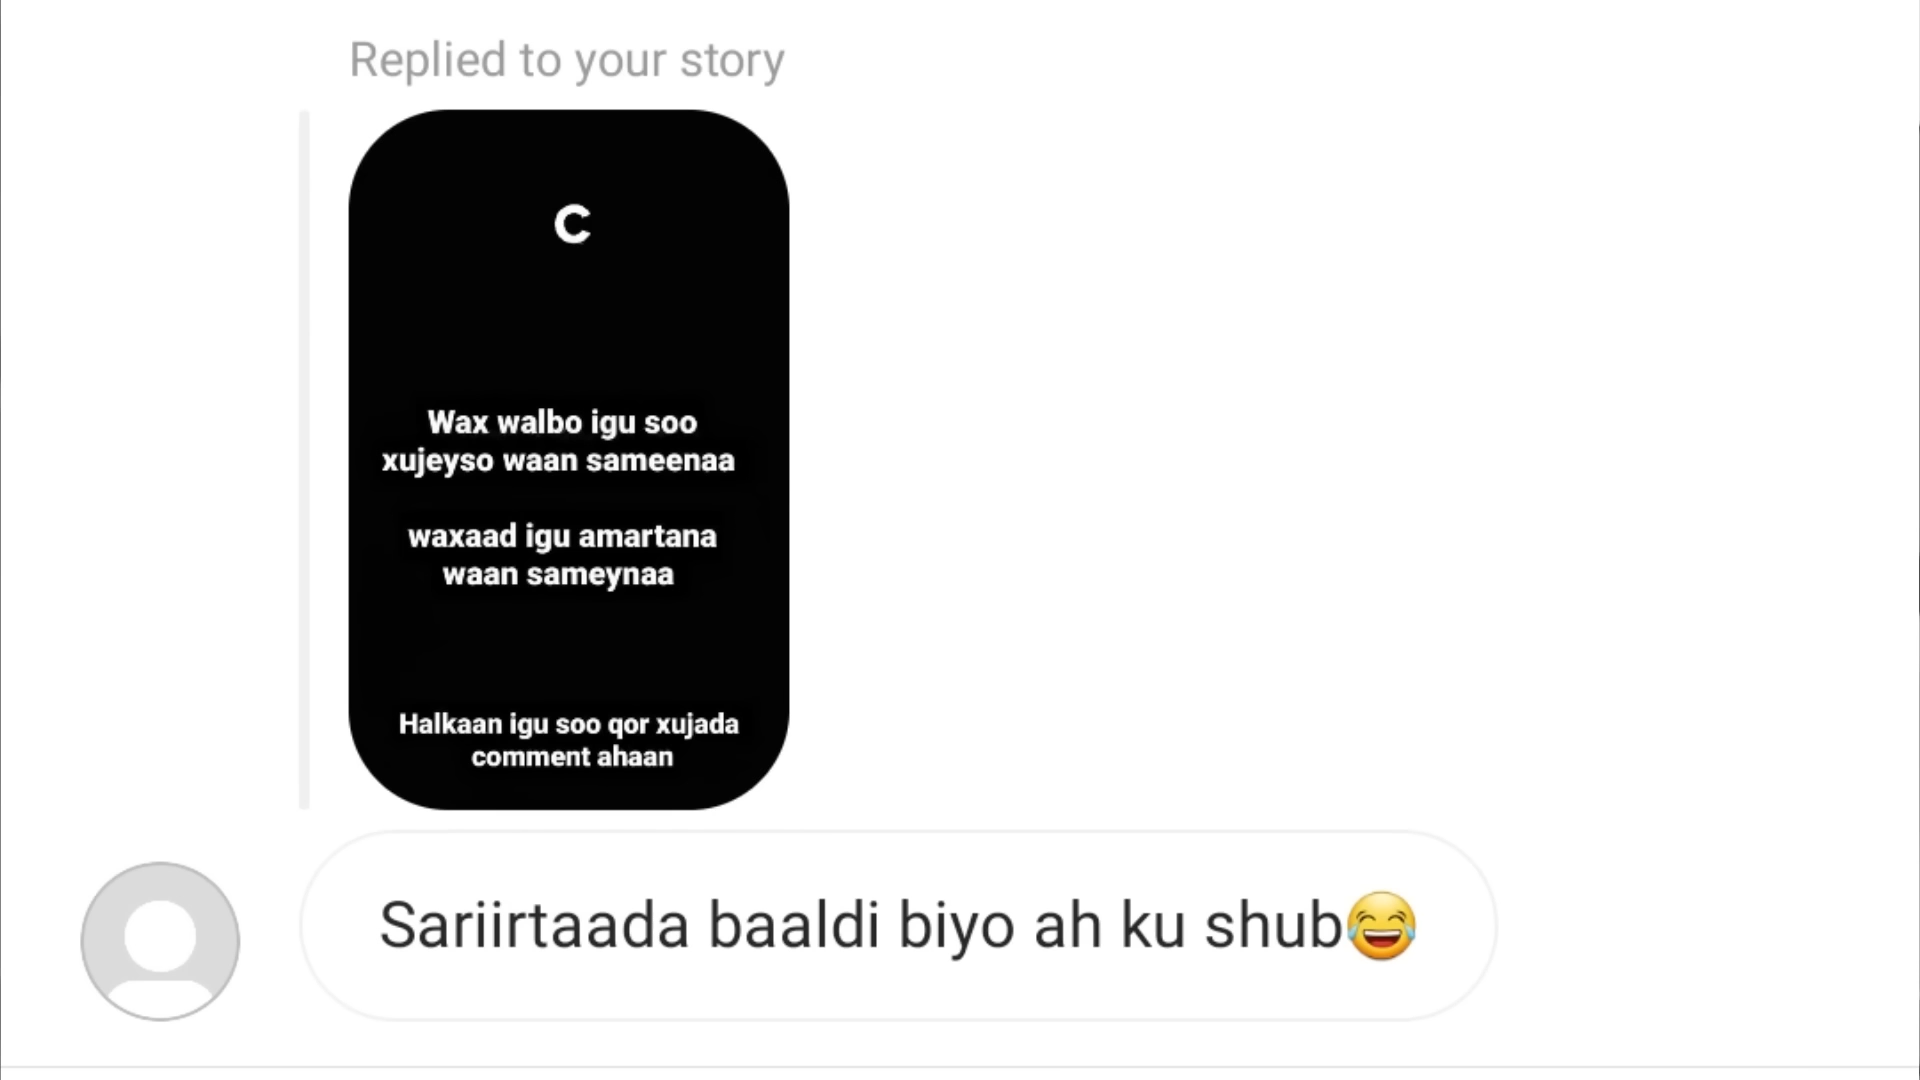 Replied to your story
C
Wax walbo igu soo
xujeyso waan sameenaa
waxaad igu amartana
waan sameynaa
Halkaan igu soo qor xujada
comment ahaan
Sariirtaada baaldi biyo ah ku shub😂